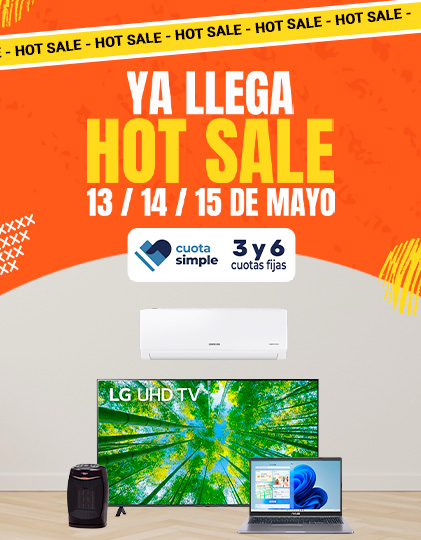 - HOT SALE - HOT SALE - HOT SALE - HOT SALE - HOT SALE -
YA LLEGA
HOT SALE
13 / 14 / 15 DE MAYO
cuota
simple
3 y 6
cuotas fijas
SAMSUNG
LG UHD TV